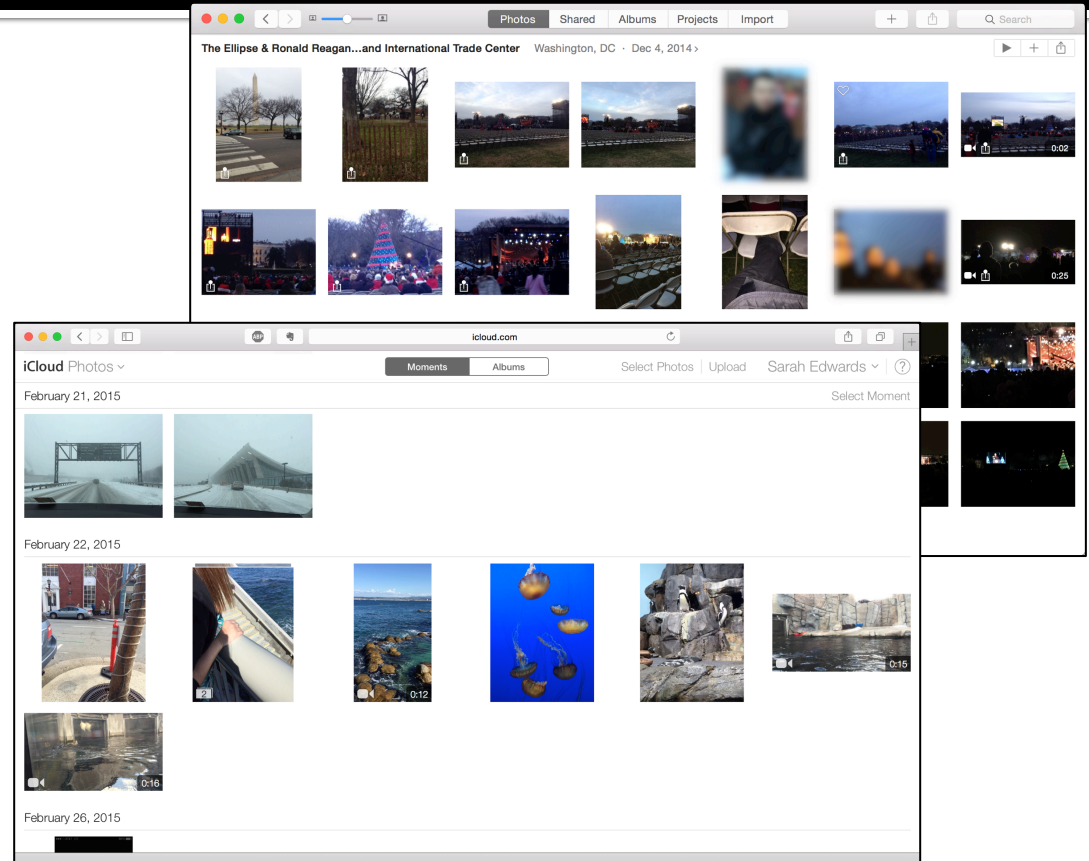 Photos Shared Albums Projects Import
Search
The Ellipse & Ronald Reagan...and International Trade Center Washington, DC · Dec 4, 2014 ›
0:02
0:25
ABP icloud.com
iCloud Photos Moments Albums Select Photos Upload Sarah Edwards ?
February 21, 2015 Select Moment
February 22, 2015
2
0:12
0:15
0:16
February 26, 2015